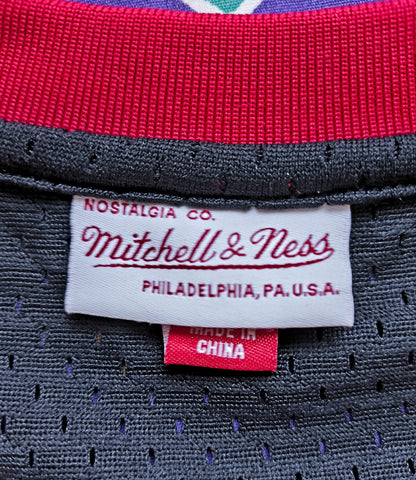 NOSTALGIA CO.
Mitchell & Ness
PHILADELPHIA, PA. U.S.A.
MADE IN
CHINA